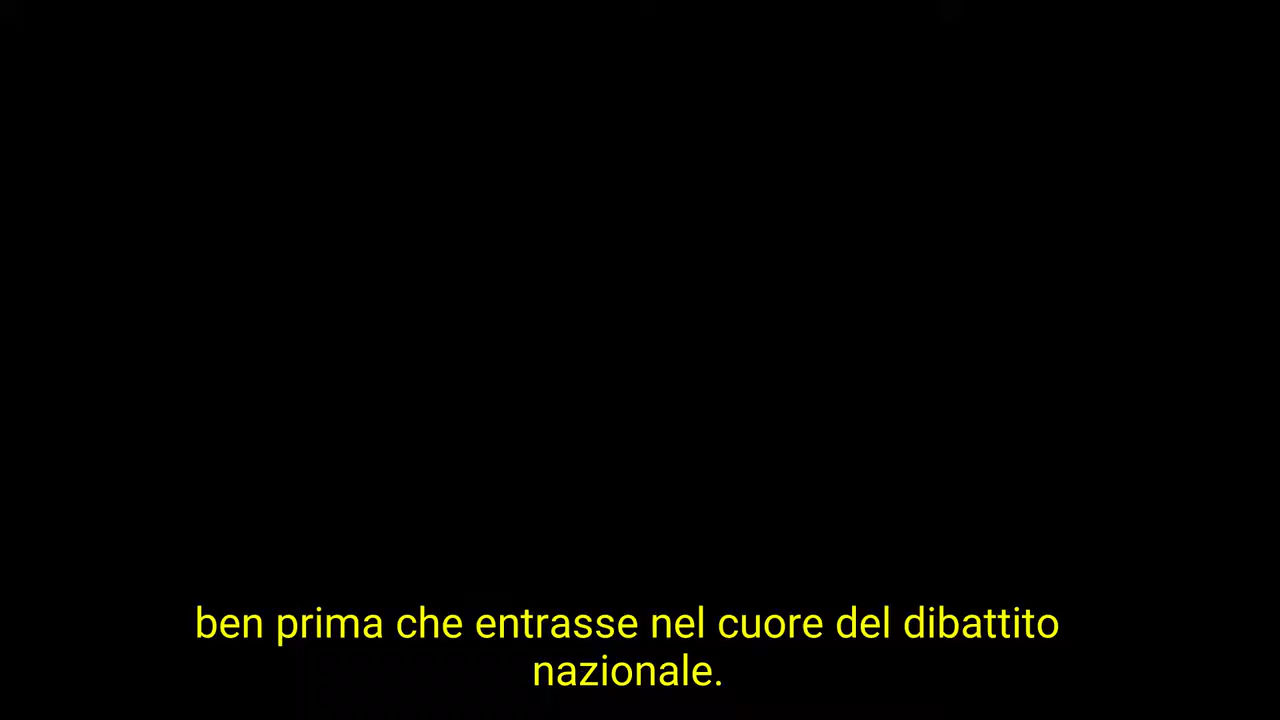 ben prima che entrasse nel cuore del dibattito
nazionale.